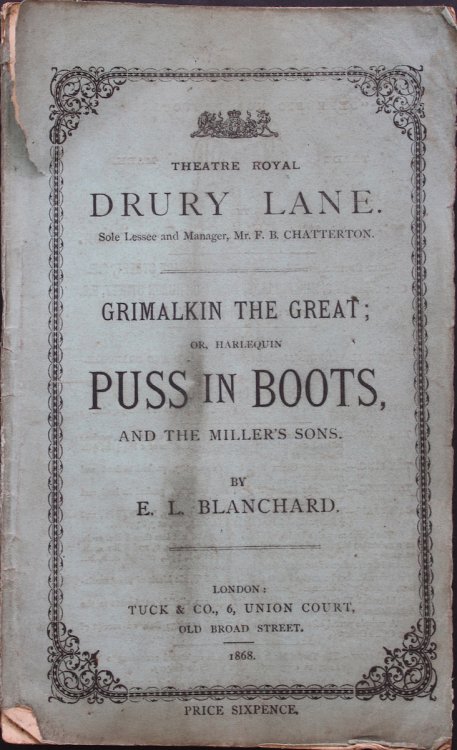 THEATRE ROYAL
DRURY LANE.
Sole Lessee and Manager, Mr. F. B. CHATTERTON.
GRIMALKIN THE GREAT;
OR, HARLEQUIN
PUSS IN BOOTS,
AND THE MILLER'S SONS.
BY
E. L. BLANCHARD.
LONDON:
TUCK & CO., 6, UNION COURT,
OLD BROAD STREET.
1868.
PRICE SIXPENCE.